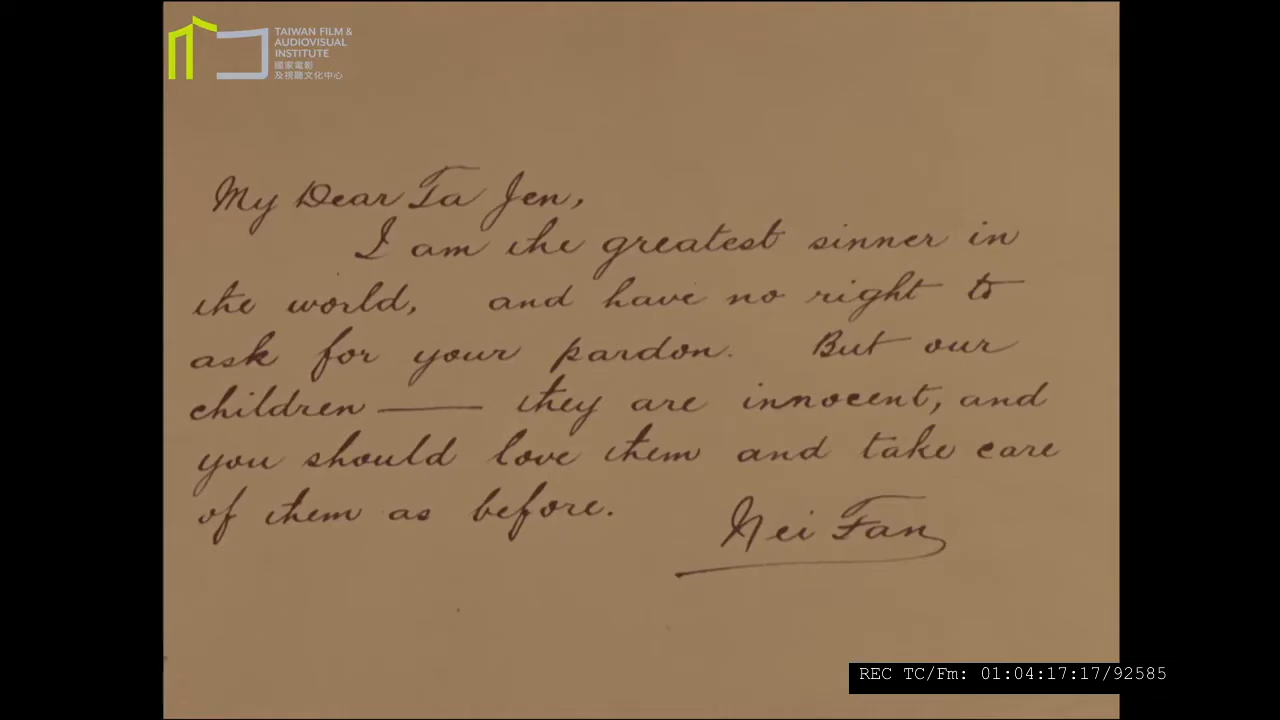 TAIWAN FILM &
AUDIOVISUAL
INSTITUTE
國家電影
及視聽文化中心
My Dear Ta Jen,
I am the greatest sinner in
the world, and have no right to
ask for your pardon. But our
children — they are innocent, and
you should love them and take care
of them as before.
Nei Fan
REC TC/Fm: 01:04:17:17/92585